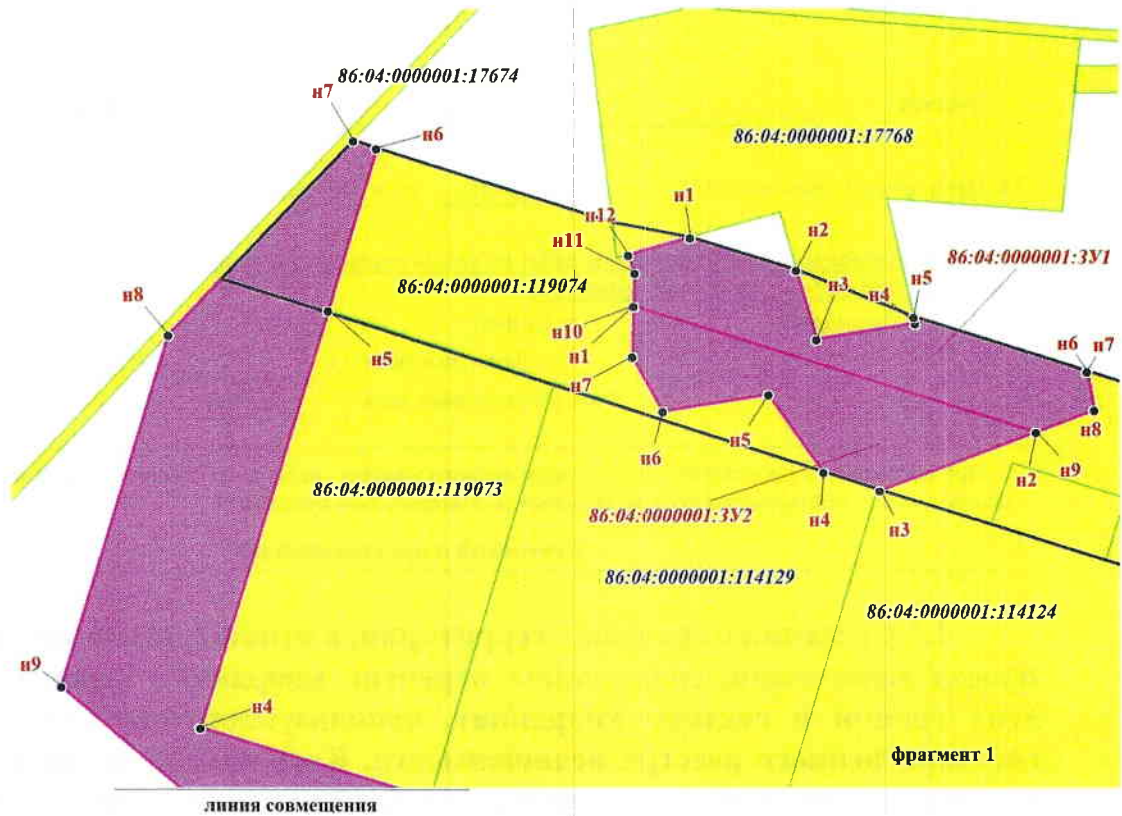 86:04:0000001:17674
н7
н6
86:04:0000001:17768
н1
н12
н2
н11
86:04:0000001:ЗУ1
н5
н3
н4
86:04:0000001:119074
н8
н10
н5
н1
н6
н7
н7
н8
н5
н6
н9
н2
86:04:0000001:119073
н4
н3
86:04:0000001:ЗУ2
86:04:0000001:114129
86:04:0000001:114124
н9
н4
фрагмент 1
линия совмещения